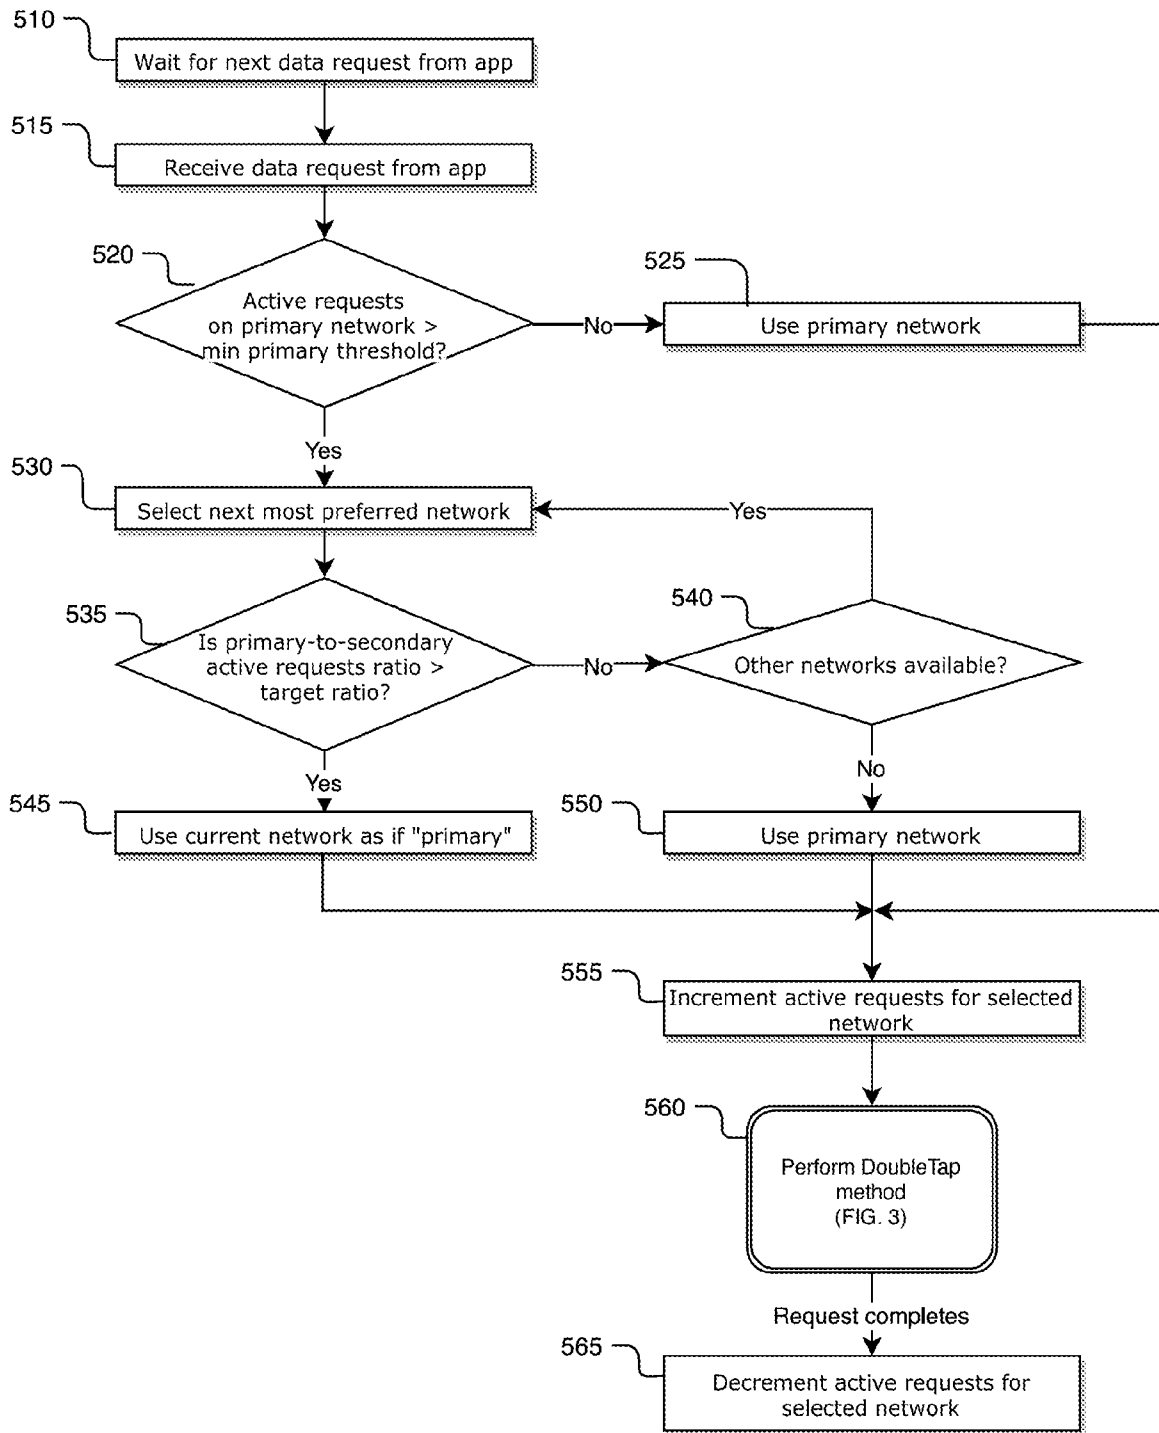 510
Wait for next data request from app
515
Receive data request from app
520
Active requests
on primary network >
min primary threshold?
No
525
Use primary network
Yes
530
Select next most preferred network
Yes
535
Is primary-to-secondary
active requests ratio >
target ratio?
No
540
Other networks available?
Yes
No
545
Use current network as if "primary"
550
Use primary network
555
Increment active requests for selected
network
560
Perform DoubleTap
method
(FIG. 3)
Request completes
565
Decrement active requests for
selected network